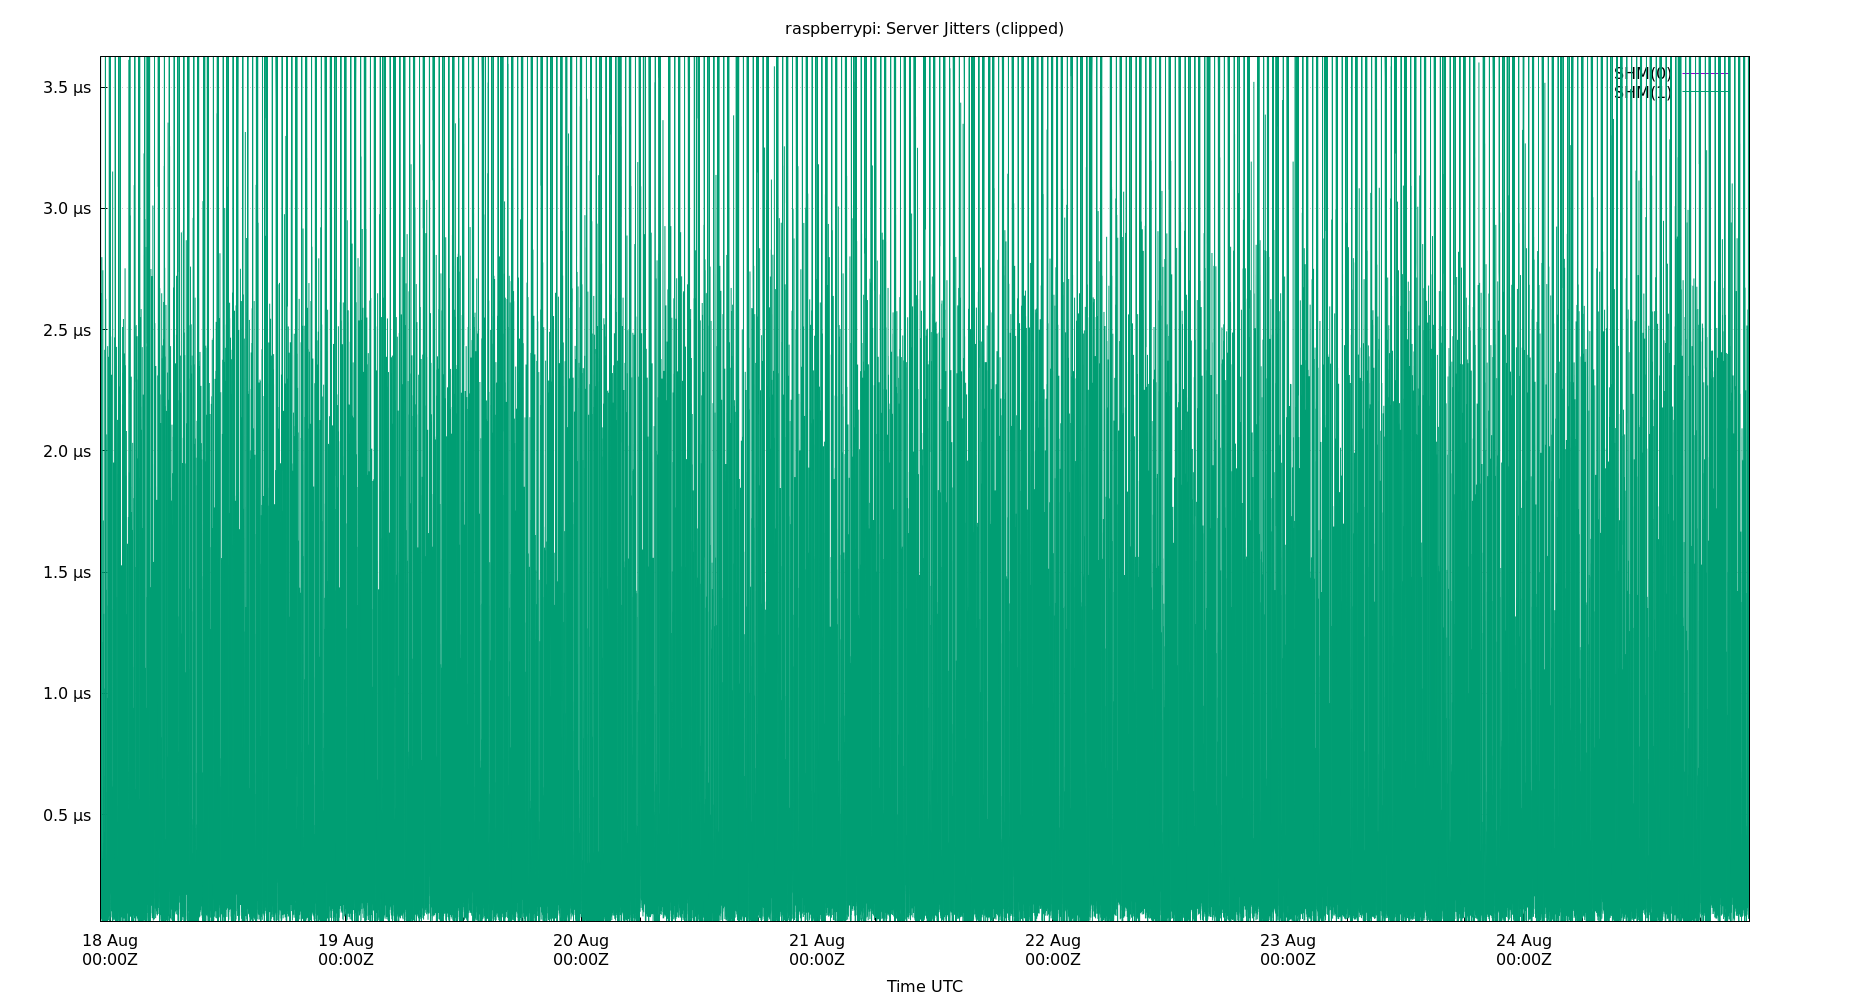 raspberrypi: Server Jitters (clipped)
SHM(0)
SHM(1)
3.5 μs
3.0 μs
2.5 μs
2.0 μs
1.5 μs
1.0 μs
0.5 μs
18 Aug 19 Aug 20 Aug 21 Aug 22 Aug 23 Aug 24 Aug
00:00Z 00:00Z 00:00Z 00:00Z 00:00Z 00:00Z 00:00Z
Time UTC